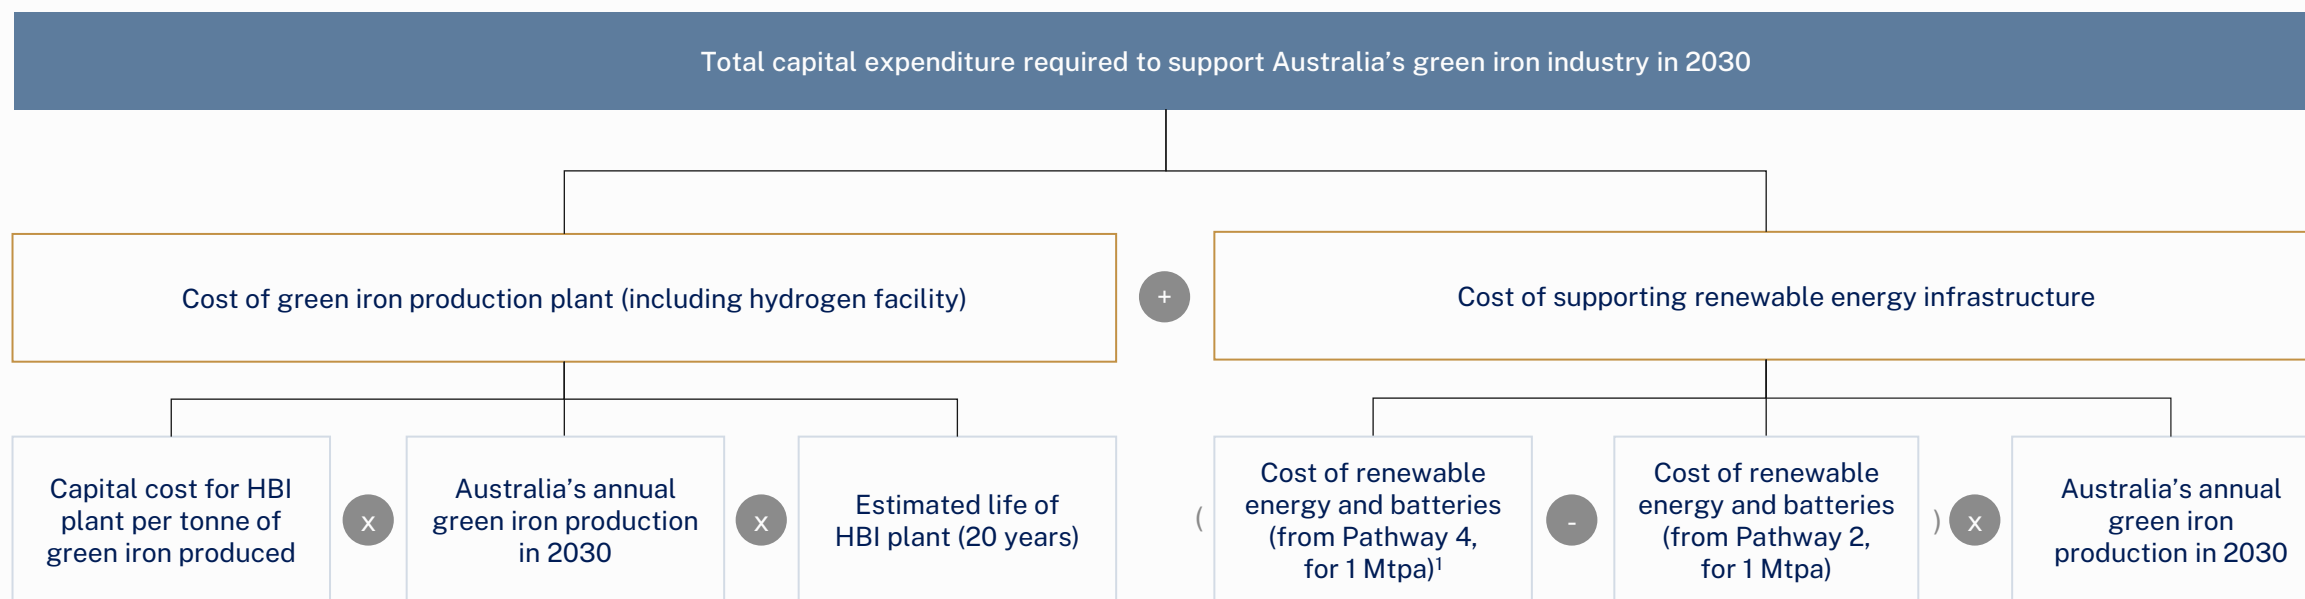 Total capital expenditure required to support Australia’s green iron industry in 2030
Cost of green iron production plant (including hydrogen facility)
+
Cost of supporting renewable energy infrastructure
Capital cost for HBI
plant per tonne of
green iron produced
x
Australia’s annual
green iron production
in 2030
x
Estimated life of
HBI plant (20 years)
(
Cost of renewable
energy and batteries
(from Pathway 4,
for 1 Mtpa)¹
-
Cost of renewable
energy and batteries
(from Pathway 2,
for 1 Mtpa)
)
x
Australia’s annual
green iron
production in 2030